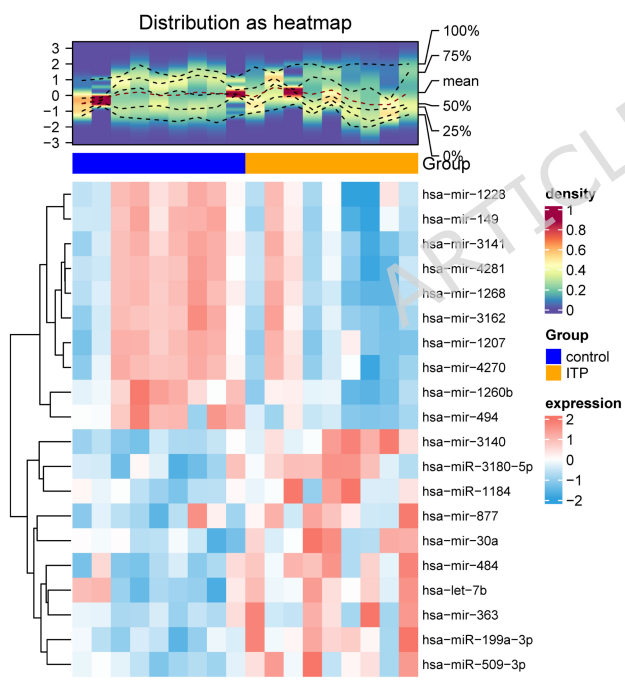 Distribution as heatmap
3
2
1
0
−1
−2
−3
100%
75%
mean
50%
25%
0%
Group
hsa−mir−1228
hsa−mir−149
hsa−mir−3141
hsa−mir−4281
hsa−mir−1268
hsa−mir−3162
hsa−mir−1207
hsa−mir−4270
hsa−mir−1260b
hsa−mir−494
hsa−mir−3140
hsa−miR−3180−5p
hsa−miR−1184
hsa−mir−877
hsa−mir−30a
hsa−mir−484
hsa−let−7b
hsa−mir−363
hsa−miR−199a−3p
hsa−miR−509−3p
density
1
0.8
0.6
0.4
0.2
0
Group
control
ITP
expression
2
1
0
−1
−2
ARTICL